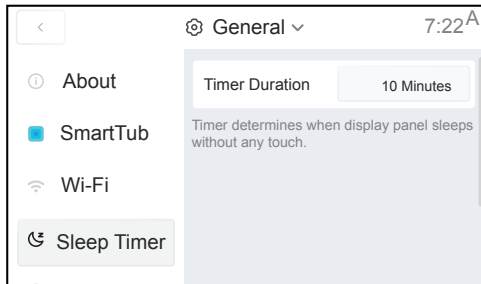 General
7:22 A
About
SmartTub
Wi-Fi
Sleep Timer
Timer Duration
10 Minutes
Timer determines when display panel sleeps
without any touch.